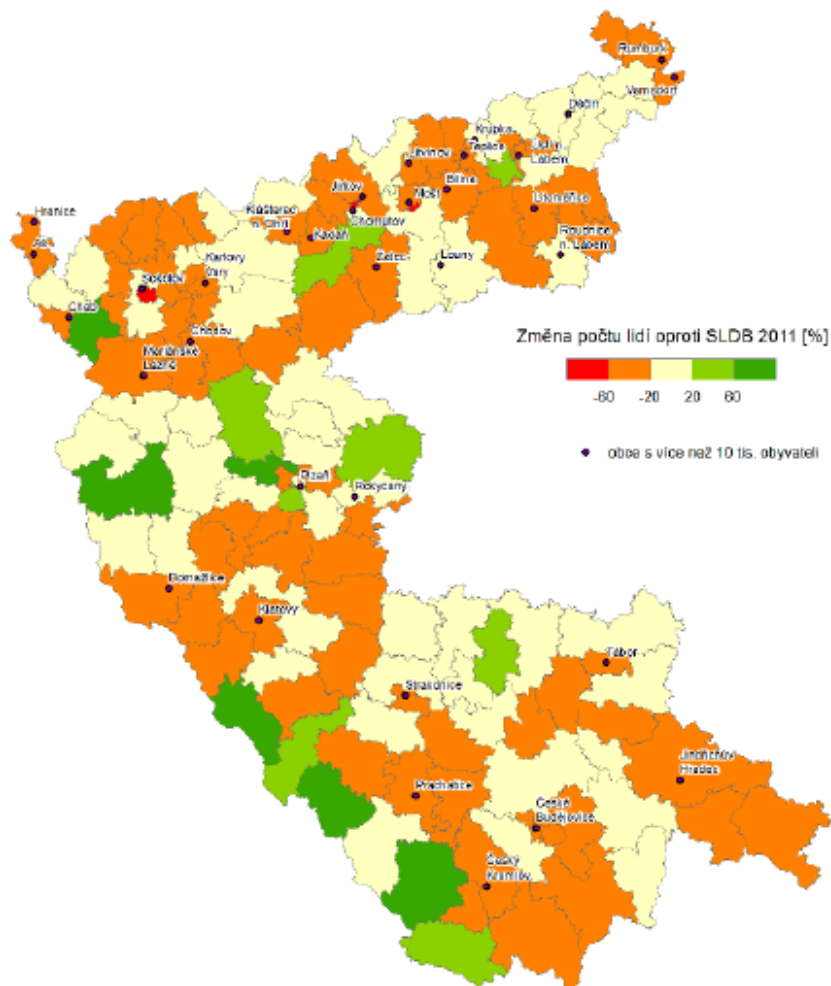 Rumburk
Varnsdorf
Děčín
Krupka
Teplice
Ústí n.
Labem
Litvínov
Bílina
Most
Jirkov
Chomutov
Klášterec
n. Ohří
Kadaň
Litoměřice
Roudnice
n. Labem
Žatec
Louny
Hranice
Aš
Sokolov
Karlovy
Vary
Cheb
Chodov
Mariánské
Lázně
Změna počtu lidí oproti SLDB 2011 [%]
-60 -20 20 60
obce s více než 10 tis. obyvateli
Plzeň
Rokycany
Domažlice
Klatovy
Strakonice
Tábor
Jindřichův
Hradec
Prachatice
České
Budějovice
Český
Krumlov